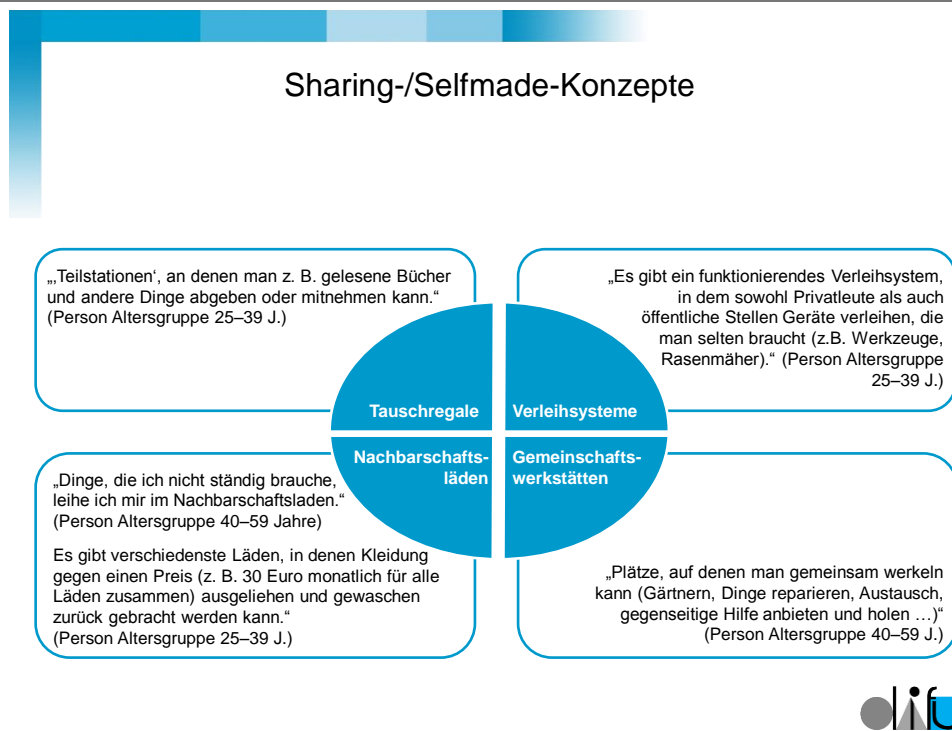 Sharing-/Selfmade-Konzepte
„‚Teilstationen‘, an denen man z. B. gelesene Bücher
und andere Dinge abgeben oder mitnehmen kann.“
(Person Altersgruppe 25–39 J.)
„Es gibt ein funktionierendes Verleihsystem,
in dem sowohl Privatleute als auch
öffentliche Stellen Geräte verleihen, die
man selten braucht (z.B. Werkzeuge,
Rasenmäher).“ (Person Altersgruppe
25–39 J.)
Tauschregale
Verleihsysteme
Nachbarschafts-
läden
Gemeinschafts-
werkstätten
„Dinge, die ich nicht ständig brauche,
leihe ich mir im Nachbarschaftsladen.“
(Person Altersgruppe 40–59 Jahre)
Es gibt verschiedenste Läden, in denen Kleidung
gegen einen Preis (z. B. 30 Euro monatlich für alle
Läden zusammen) ausgeliehen und gewaschen
zurück gebracht werden kann.“
(Person Altersgruppe 25–39 J.)
„Plätze, auf denen man gemeinsam werkeln
kann (Gärtnern, Dinge reparieren, Austausch,
gegenseitige Hilfe anbieten und holen …)“
(Person Altersgruppe 40–59 J.)
difu